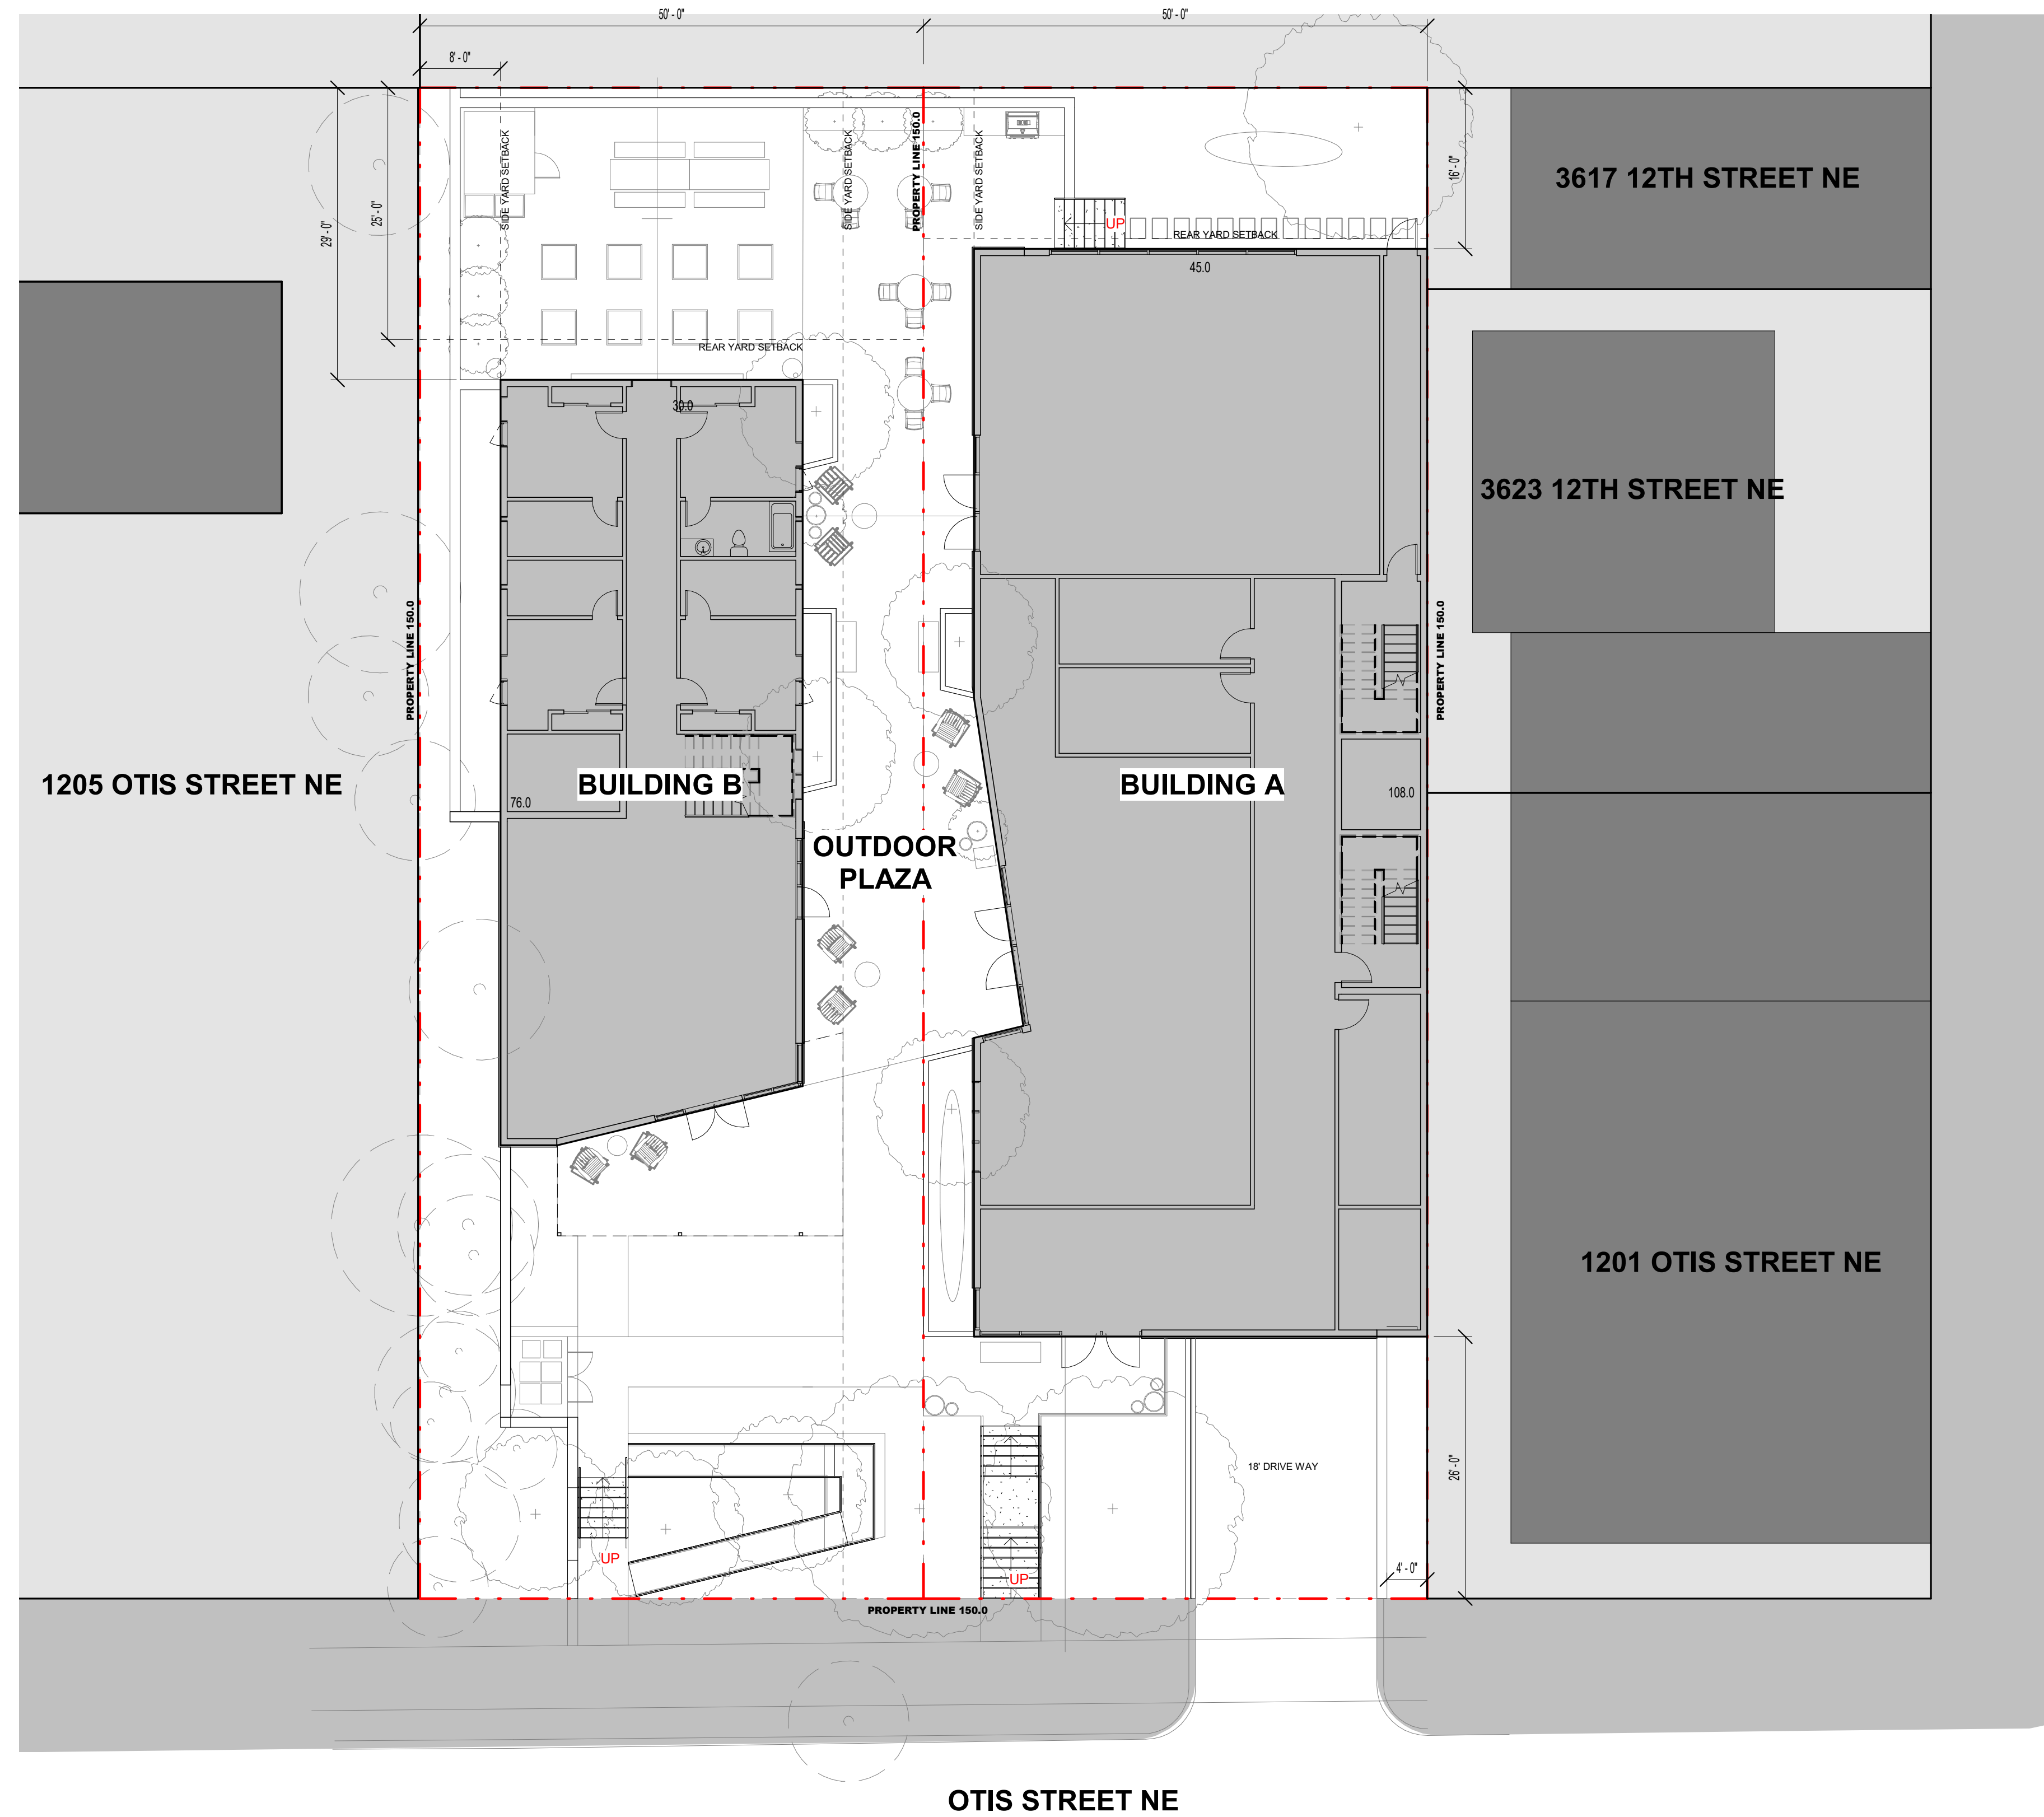 50' - 0"
50' - 0"
8' - 0"
29' - 0"
25' - 0"
16' - 0"
SIDE YARD SETBACK
SIDE YARD SETBACK
PROPERTY LINE 150.0
SIDE YARD SETBACK
3617 12TH STREET NE
UP
REAR YARD SETBACK
45.0
REAR YARD SETBACK
30.0
3623 12TH STREET NE
PROPERTY LINE 150.0
PROPERTY LINE 150.0
1205 OTIS STREET NE
BUILDING B
BUILDING A
76.0
108.0
OUTDOOR
PLAZA
1201 OTIS STREET NE
18' DRIVE WAY
26' - 0"
UP
UP
4' - 0"
PROPERTY LINE 150.0
OTIS STREET NE